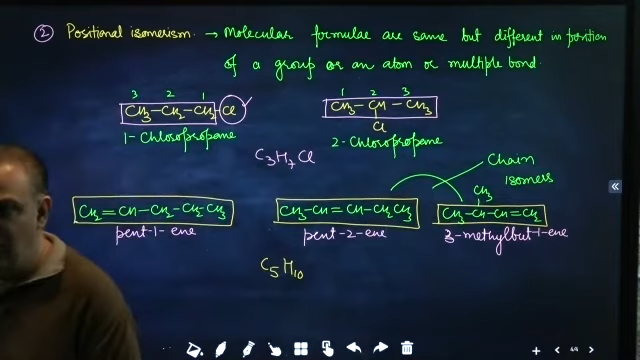 ② Positional isomerism. → Molecular formulae are same but different in position
of a group or an atom or multiple bond.
3 2 1
CH3-CH2-CH2-Cl
1-Chloropropane
1 2 3
CH3-CH-CH3
Cl
2-Chloropropane
C3H7Cl
Chain
isomers
CH2=CH-CH2-CH2-CH3
pent-1-ene
CH3-CH=CH-CH2CH3
pent-2-ene
CH3
CH3-CH-CH=CH2
3-methylbut-1-ene
C5H10